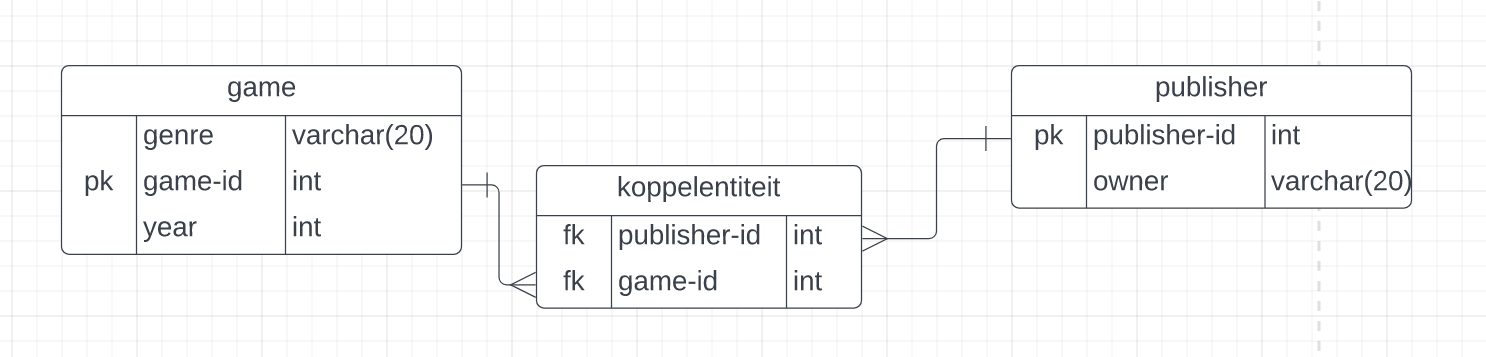 game
genre varchar(20)
pk game-id int
year int
koppelentiteit
fk publisher-id int
fk game-id int
publisher
pk publisher-id int
owner varchar(20)